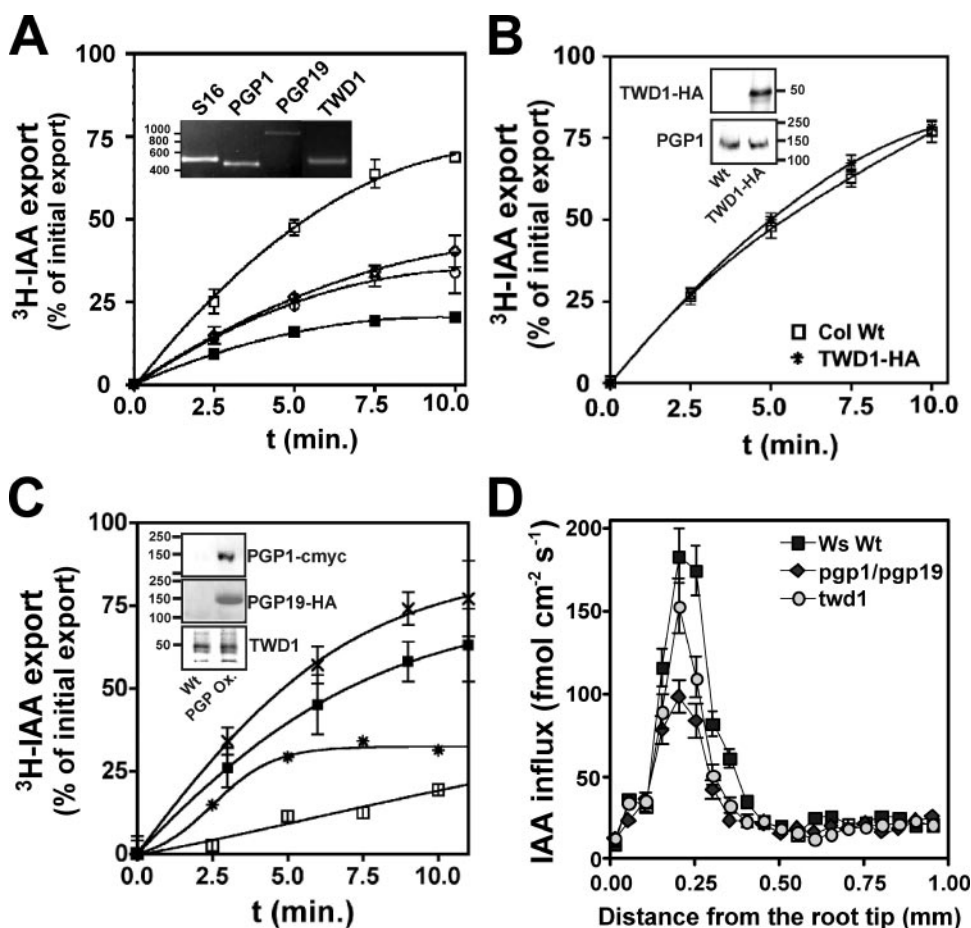 A
100
75
50
25
0
³H-IAA export
(% of initial export)
S16 PGP1 PGP19 TWD1
1000
800
600
400
0.0 2.5 5.0 7.5 10.0
t (min.)
B
100
75
50
25
0
³H-IAA export
(% of initial export)
TWD1-HA
50
PGP1
250
150
100
Wt TWD1-HA
Col Wt
TWD1-HA
0.0 2.5 5.0 7.5 10.0
t (min.)
C
100
75
50
25
0
³H-IAA export
(% of initial export)
250
150
PGP1-cmyc
150
100
PGP19-HA
50
TWD1
Wt PGP Ox.
0.0 2.5 5.0 7.5 10.0
t (min.)
D
200
150
100
50
0
IAA influx (fmol cm⁻² s⁻¹)
Ws Wt
pgp1/pgp19
twd1
0.00 0.25 0.50 0.75 1.00
Distance from the root tip (mm)